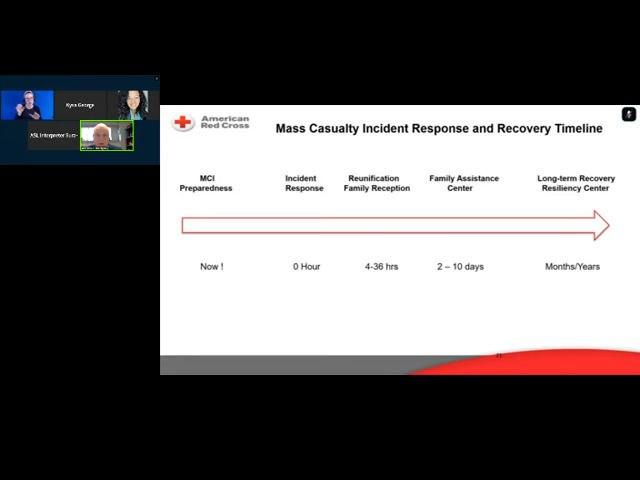 Kyra George
ASL Interpreter
American
Red Cross
Mass Casualty Incident Response and Recovery Timeline
MCI
Preparedness
Incident
Response
Reunification
Family Reception
Family Assistance
Center
Long-term Recovery
Resiliency Center
Now !
0 Hour
4-36 hrs
2 – 10 days
Months/Years